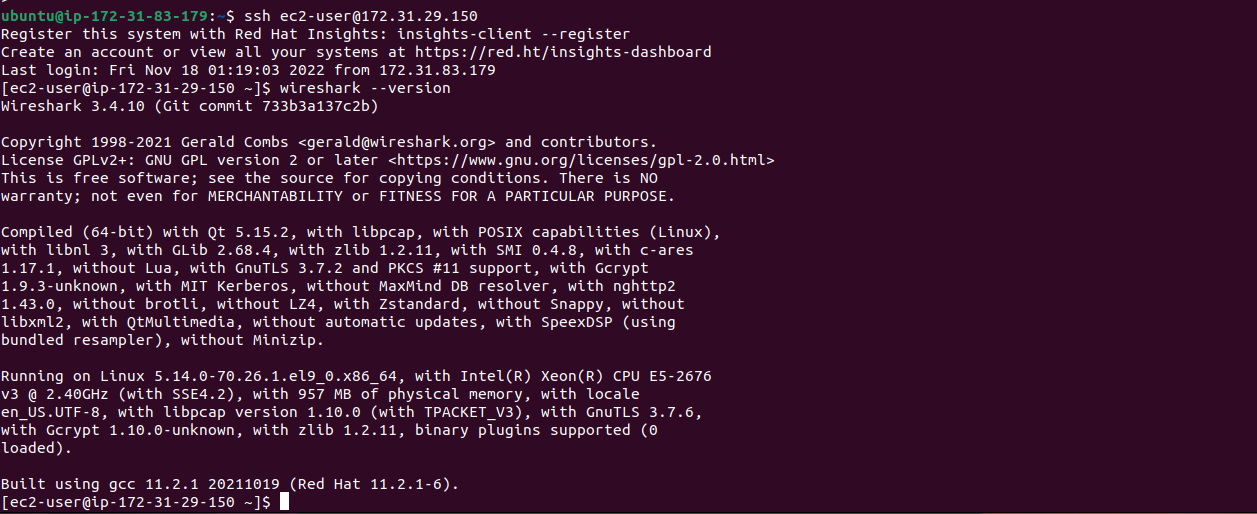 ubuntu@ip-172-31-83-179:~$ ssh ec2-user@172.31.29.150
Register this system with Red Hat Insights: insights-client --register
Create an account or view all your systems at https://red.ht/insights-dashboard
Last login: Fri Nov 18 01:19:03 2022 from 172.31.83.179
[ec2-user@ip-172-31-29-150 ~]$ wireshark --version
Wireshark 3.4.10 (Git commit 733b3a137c2b)
Copyright 1998-2021 Gerald Combs <gerald@wireshark.org> and contributors.
License GPLv2+: GNU GPL version 2 or later <https://www.gnu.org/licenses/gpl-2.0.html>
This is free software; see the source for copying conditions. There is NO
warranty; not even for MERCHANTABILITY or FITNESS FOR A PARTICULAR PURPOSE.
Compiled (64-bit) with Qt 5.15.2, with libpcap, with POSIX capabilities (Linux),
with libnl 3, with GLib 2.68.4, with zlib 1.2.11, with SMI 0.4.8, with c-ares
1.17.1, without Lua, with GnuTLS 3.7.2 and PKCS #11 support, with Gcrypt
1.9.3-unknown, with MIT Kerberos, without MaxMind DB resolver, with nghttp2
1.43.0, without brotli, without LZ4, with Zstandard, without Snappy, without
libxml2, with QtMultimedia, without automatic updates, with SpeexDSP (using
bundled resampler), without Minizip.
Running on Linux 5.14.0-70.26.1.el9_0.x86_64, with Intel(R) Xeon(R) CPU E5-2676
v3 @ 2.40GHz (with SSE4.2), with 957 MB of physical memory, with locale
en_US.UTF-8, with libpcap version 1.10.0 (with TPACKET_V3), with GnuTLS 3.7.6,
with Gcrypt 1.10.0-unknown, with zlib 1.2.11, binary plugins supported (0
loaded).
Built using gcc 11.2.1 20211019 (Red Hat 11.2.1-6).
[ec2-user@ip-172-31-29-150 ~]$